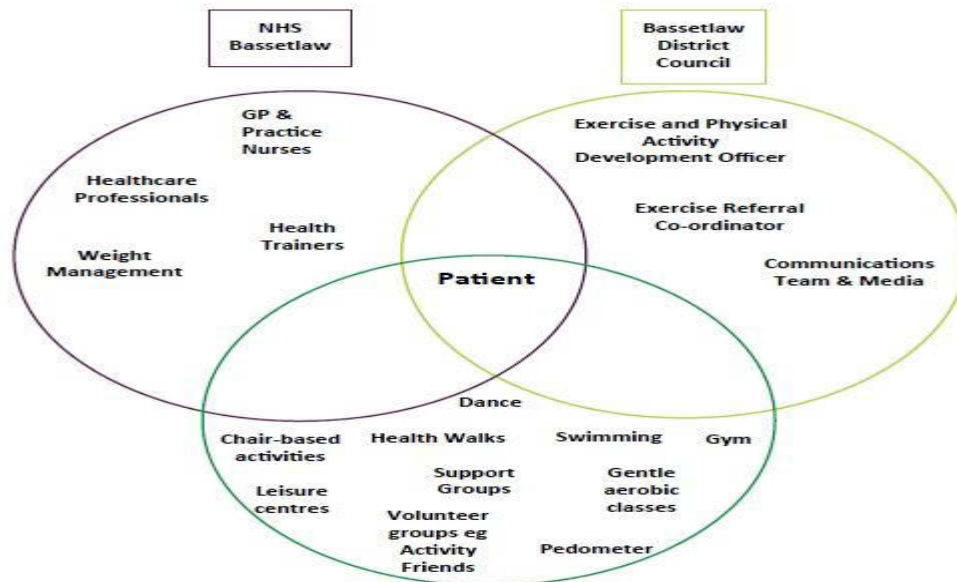 NHS
Bassetlaw
Bassetlaw
District
Council
GP &
Practice
Nurses
Healthcare
Professionals
Health
Trainers
Weight
Management
Exercise and Physical
Activity
Development Officer
Exercise Referral
Co-ordinator
Communications
Team & Media
Patient
Dance
Chair-based
activities
Health Walks
Swimming
Gym
Support
Groups
Gentle
aerobic
classes
Leisure
centres
Volunteer
groups eg
Activity
Friends
Pedometer